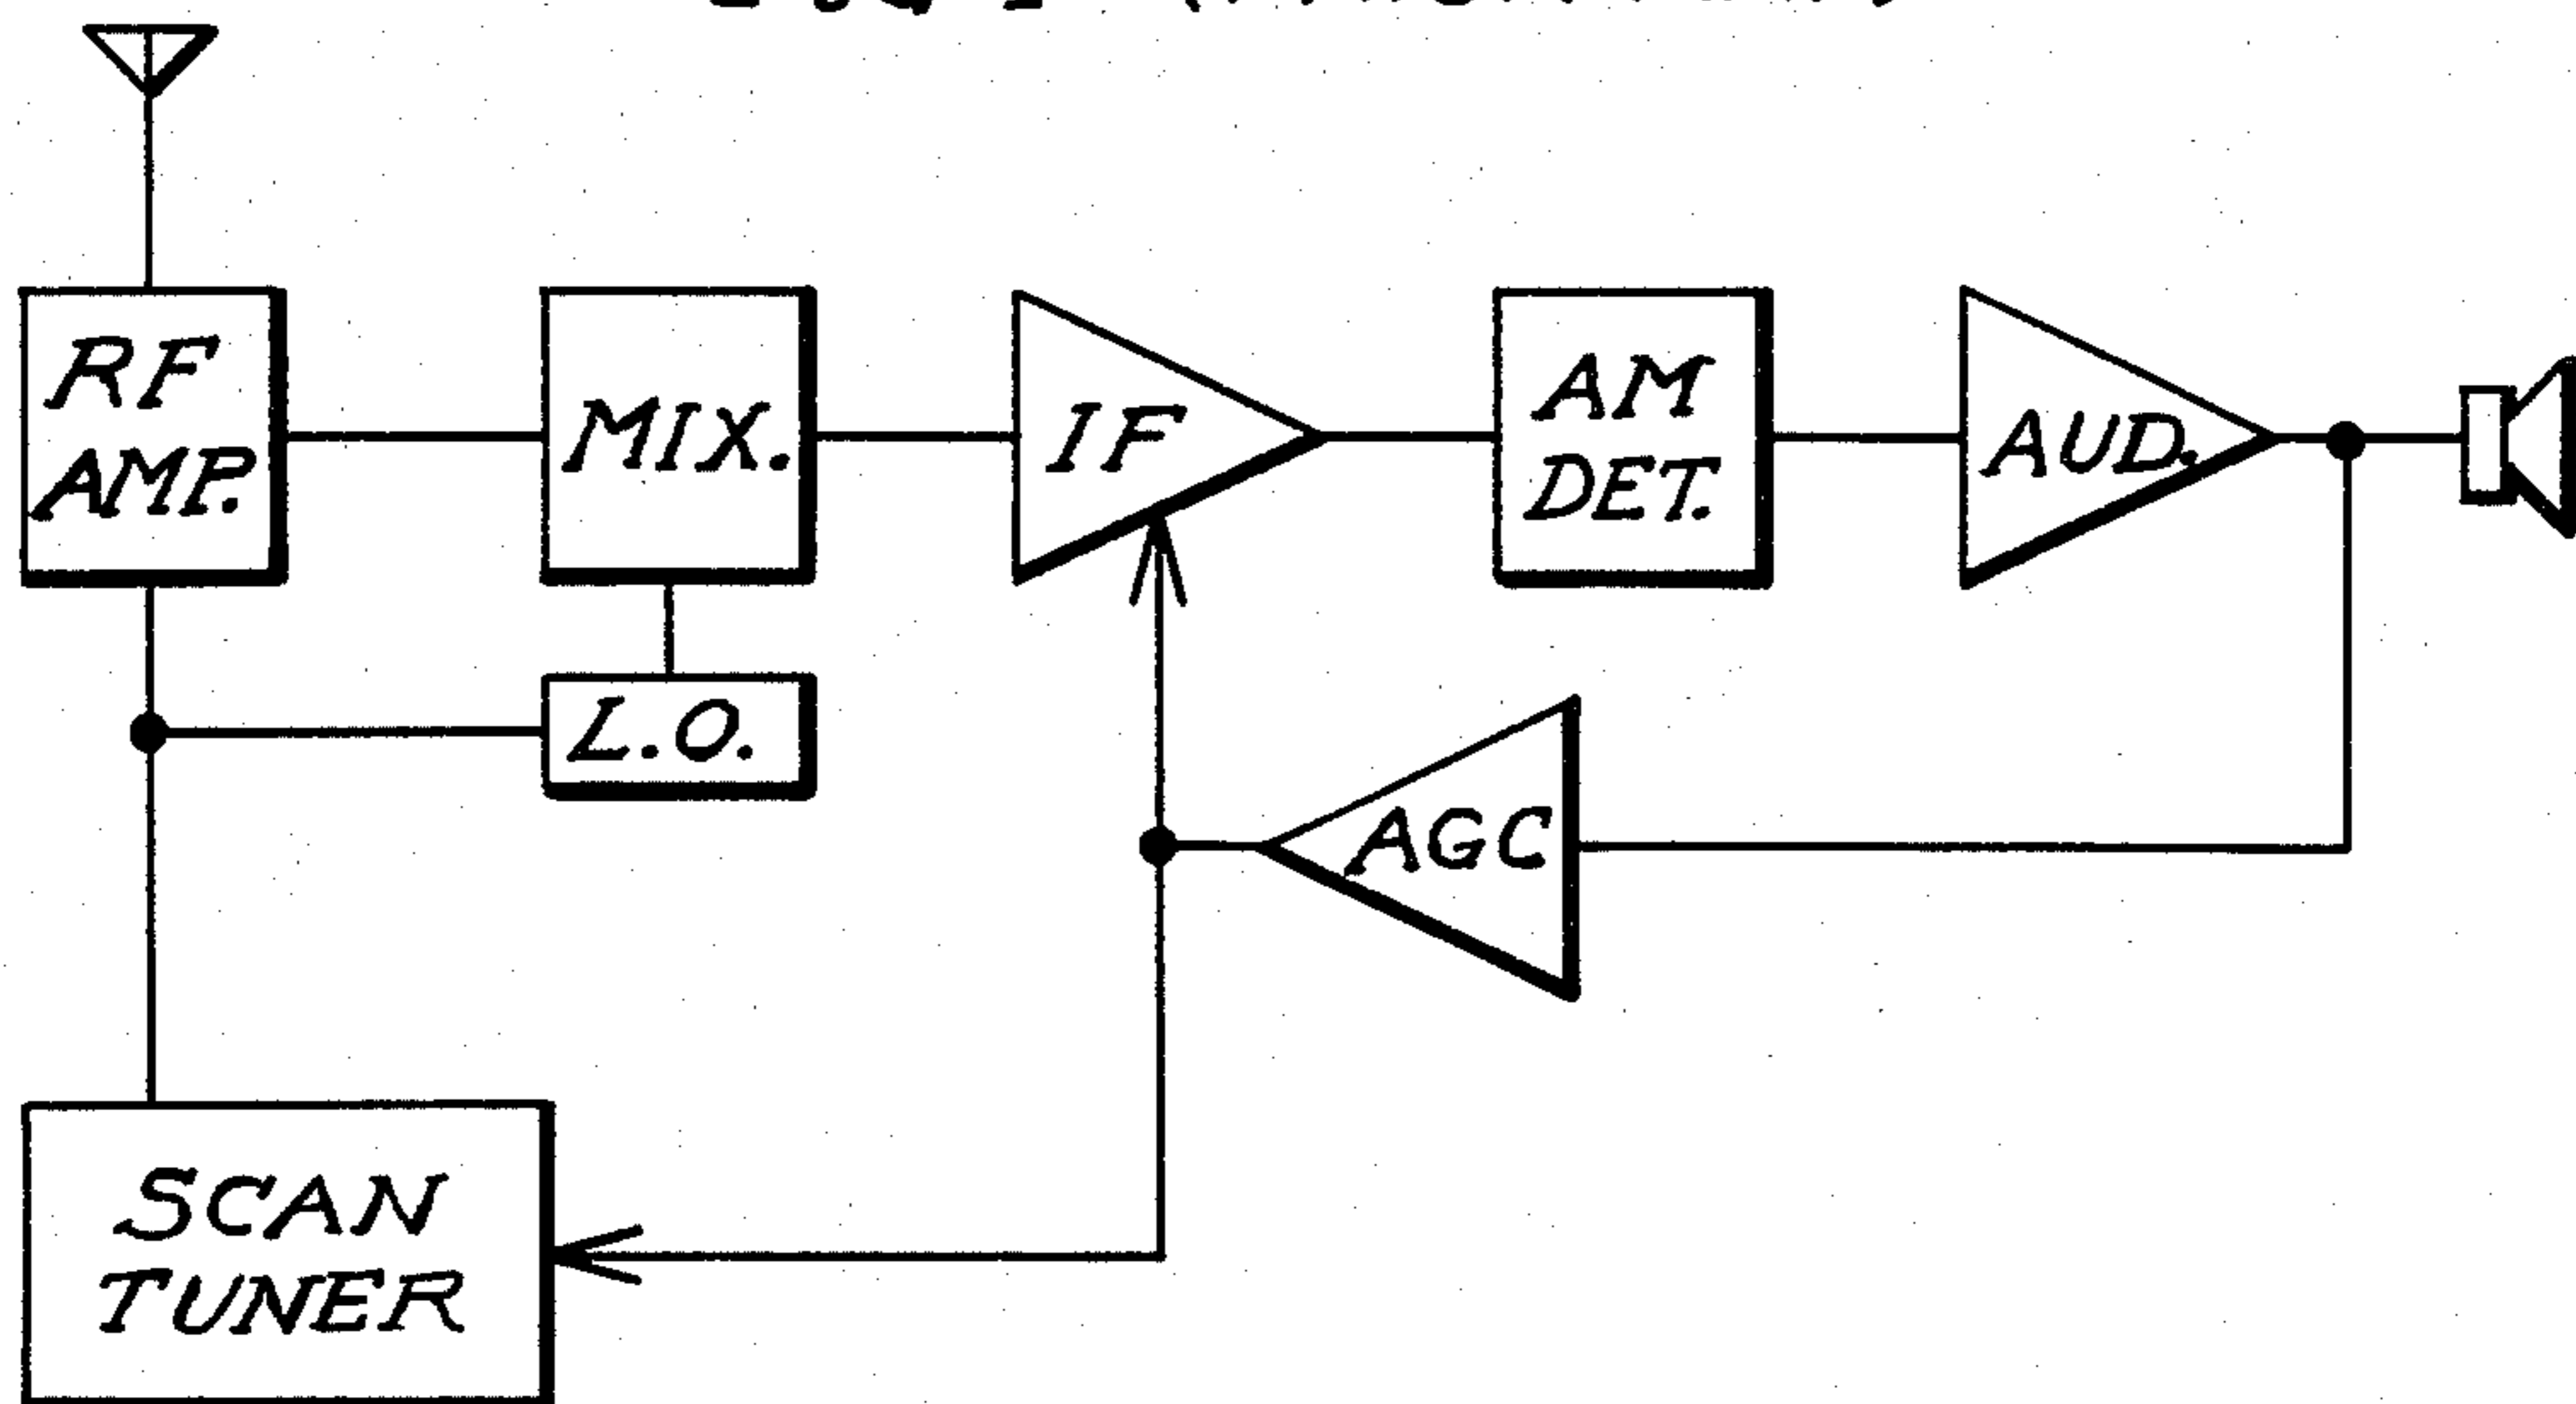 RF
AMP.
MIX.
IF
AM
DET.
AUD.
L.O.
AGC
SCAN
TUNER